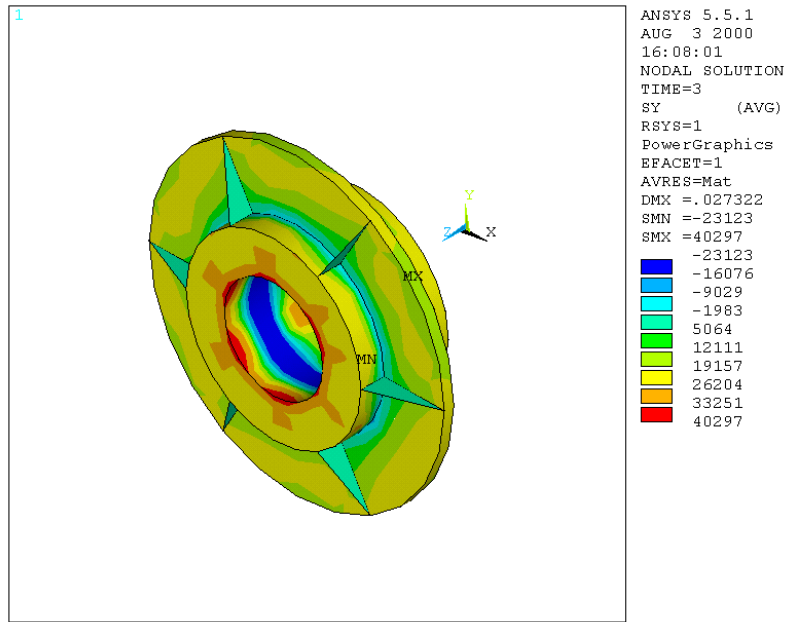 1
ANSYS 5.5.1
AUG 3 2000
16:08:01
NODAL SOLUTION
TIME=3
SY (AVG)
RSYS=1
PowerGraphics
EFACET=1
AVRES=Mat
DMX =.027322
SMN =-23123
SMX =40297
-23123
-16076
-9029
-1983
5064
12111
19157
26204
33251
40297
Y
Z X
MX
MN